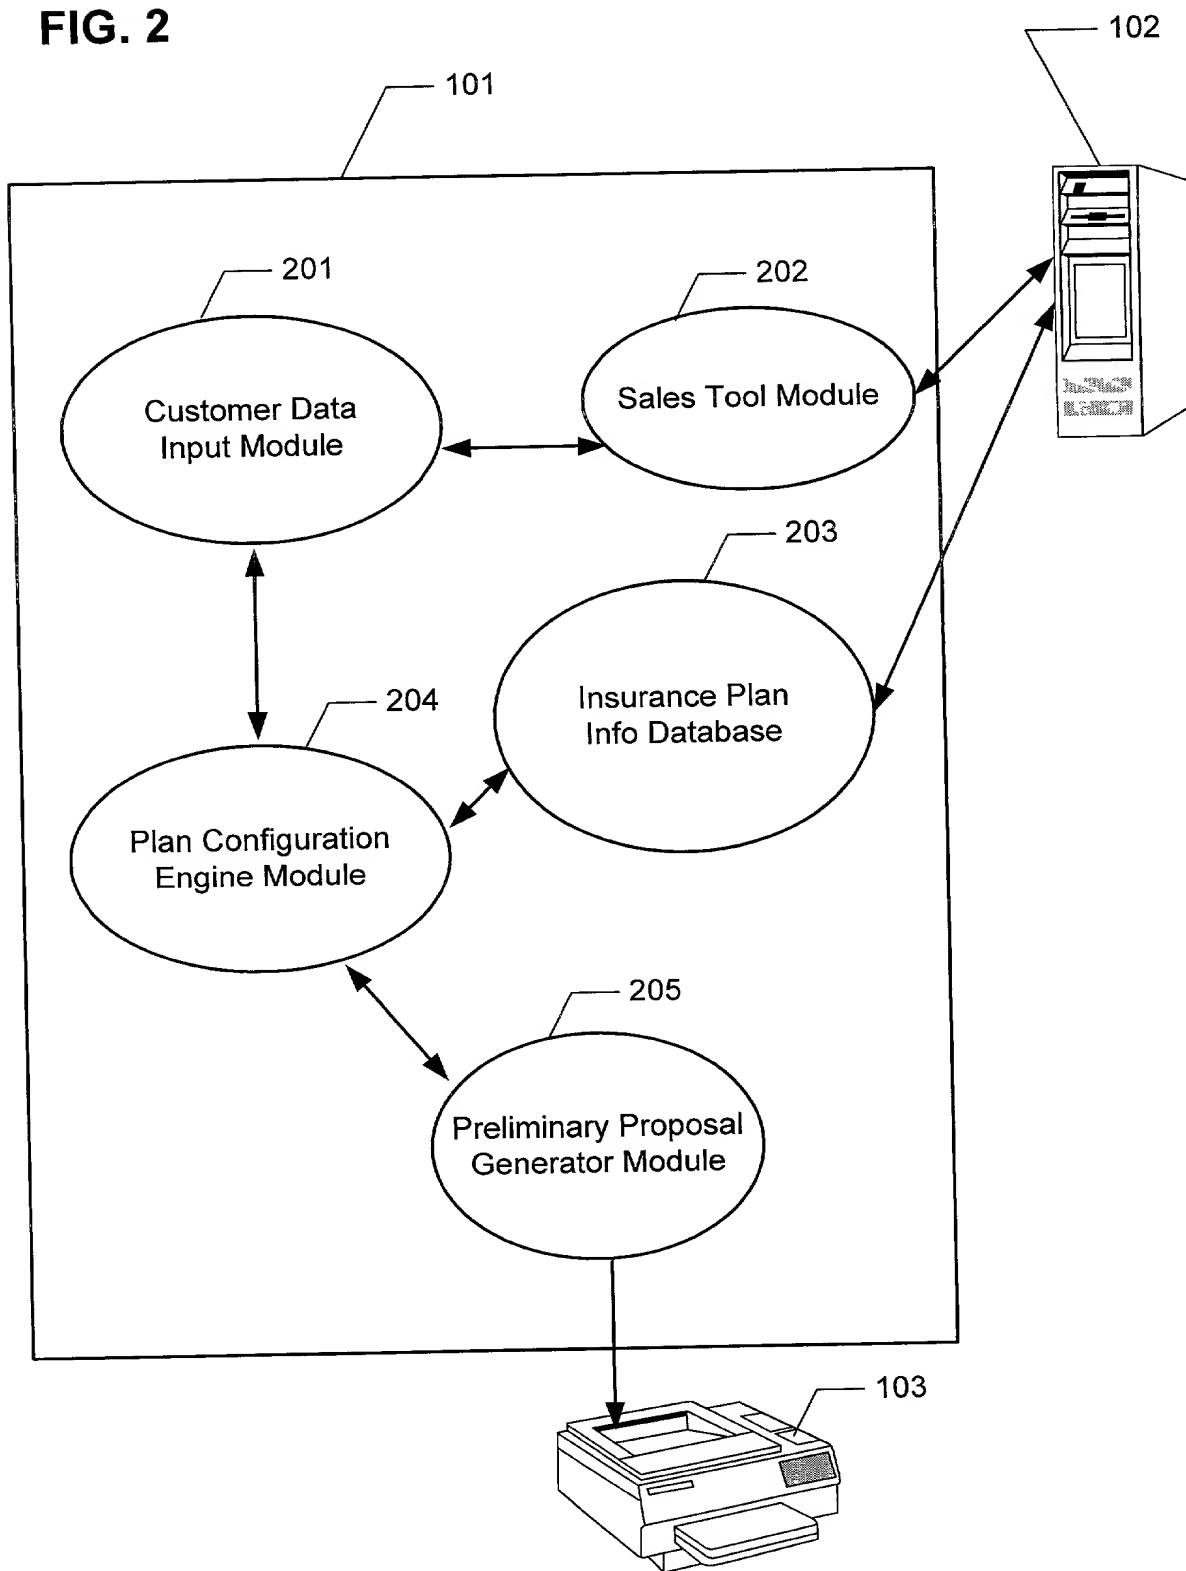 FIG. 2
102
101
201
202
Customer Data
Input Module
Sales Tool Module
203
Insurance Plan
Info Database
204
Plan Configuration
Engine Module
205
Preliminary Proposal
Generator Module
103